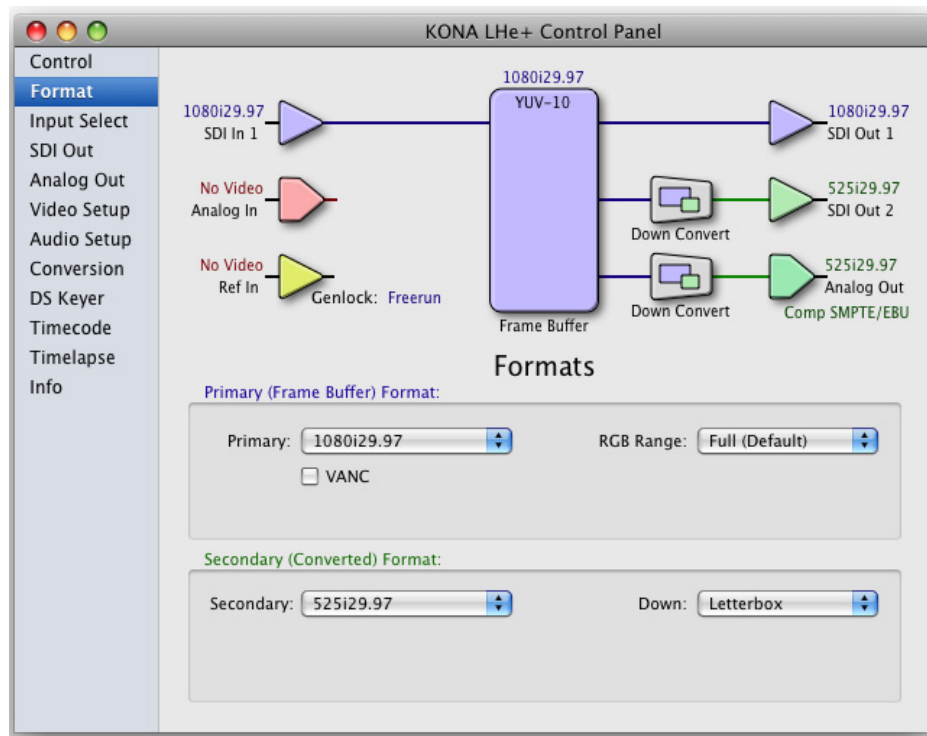 KONA LHe+ Control Panel
Control
Format
Input Select
SDI Out
Analog Out
Video Setup
Audio Setup
Conversion
DS Keyer
Timecode
Timelapse
Info
1080i29.97
YUV-10
1080i29.97
SDI In 1
1080i29.97
SDI Out 1
No Video
Analog In
Down Convert
525i29.97
SDI Out 2
No Video
Ref In
Genlock: Freerun
Down Convert
525i29.97
Analog Out
Comp SMPTE/EBU
Frame Buffer
Formats
Primary (Frame Buffer) Format:
Primary: 1080i29.97
RGB Range: Full (Default)
VANC
Secondary (Converted) Format:
Secondary: 525i29.97
Down: Letterbox